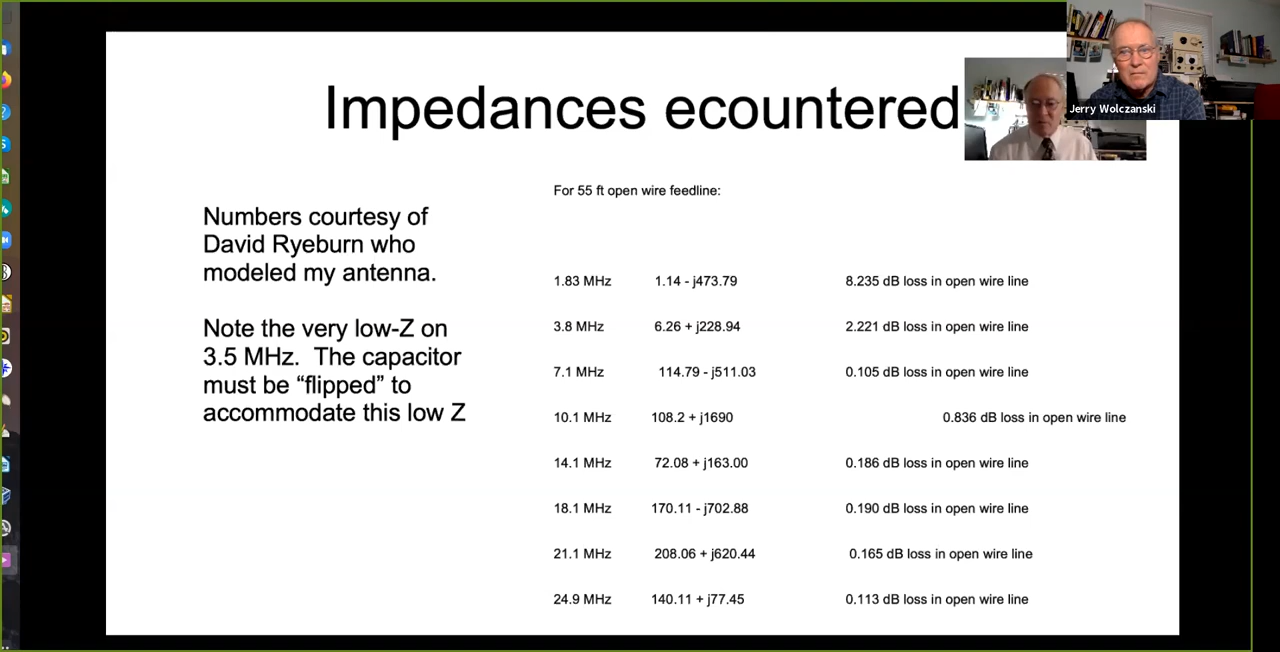 Impedances ecountered
Jerry Wolczanski
For 55 ft open wire feedline:
Numbers courtesy of
David Ryeburn who
modeled my antenna.
Note the very low-Z on
3.5 MHz. The capacitor
must be “flipped” to
accommodate this low Z
1.83 MHz 1.14 - j473.79 8.235 dB loss in open wire line
3.8 MHz 6.26 + j228.94 2.221 dB loss in open wire line
7.1 MHz 114.79 - j511.03 0.105 dB loss in open wire line
10.1 MHz 108.2 + j1690 0.836 dB loss in open wire line
14.1 MHz 72.08 + j163.00 0.186 dB loss in open wire line
18.1 MHz 170.11 - j702.88 0.190 dB loss in open wire line
21.1 MHz 208.06 + j620.44 0.165 dB loss in open wire line
24.9 MHz 140.11 + j77.45 0.113 dB loss in open wire line